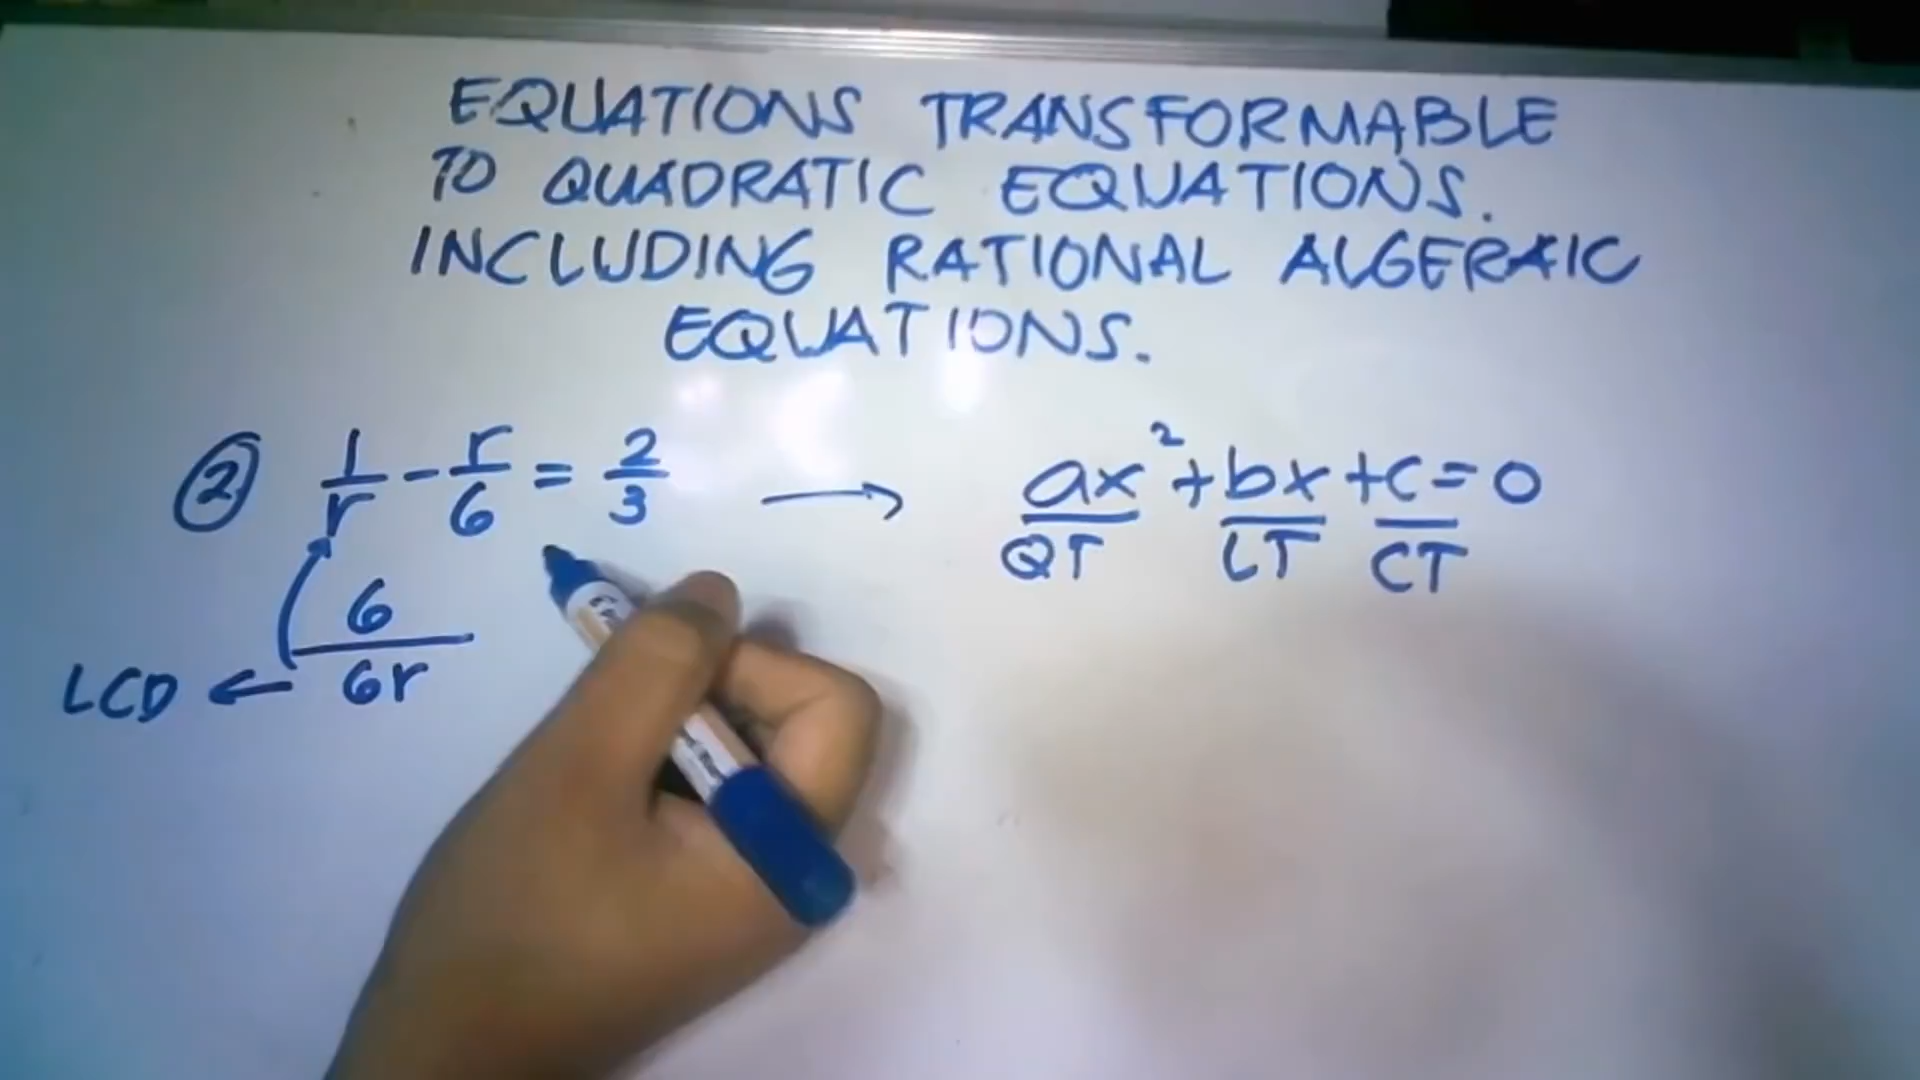 EQUATIONS TRANSFORMABLE
TO QUADRATIC EQUATIONS.
INCLUDING RATIONAL ALGERAIC
EQUATIONS.
② 1/r - r/6 = 2/3 → ax² + bx + c = 0
QT LT CT
6
LCD ← 6r